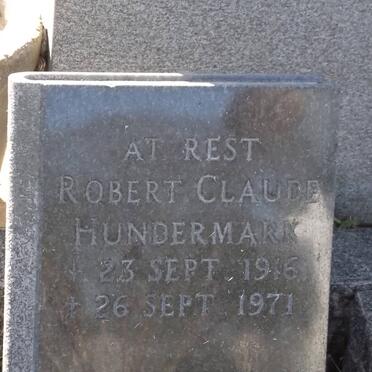 AT REST
ROBERT CLAUDE
HUNDERMARK
* 23 SEPT. 1916
† 26 SEPT. 1971